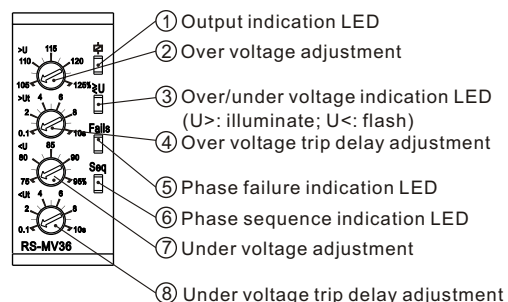 ① Output indication LED
② Over voltage adjustment
③ Over/under voltage indication LED
(U>: illuminate; U<: flash)
④ Over voltage trip delay adjustment
⑤ Phase failure indication LED
⑥ Phase sequence indication LED
⑦ Under voltage adjustment
⑧ Under voltage trip delay adjustment
>U 115
110 120
105 125%
≷U
>Ut 4 6
2 8
0.1 10s
Fails
<U 85
80 90
75 95%
Seq
<Ut 4 6
2 8
0.1 10s
RS-MV36